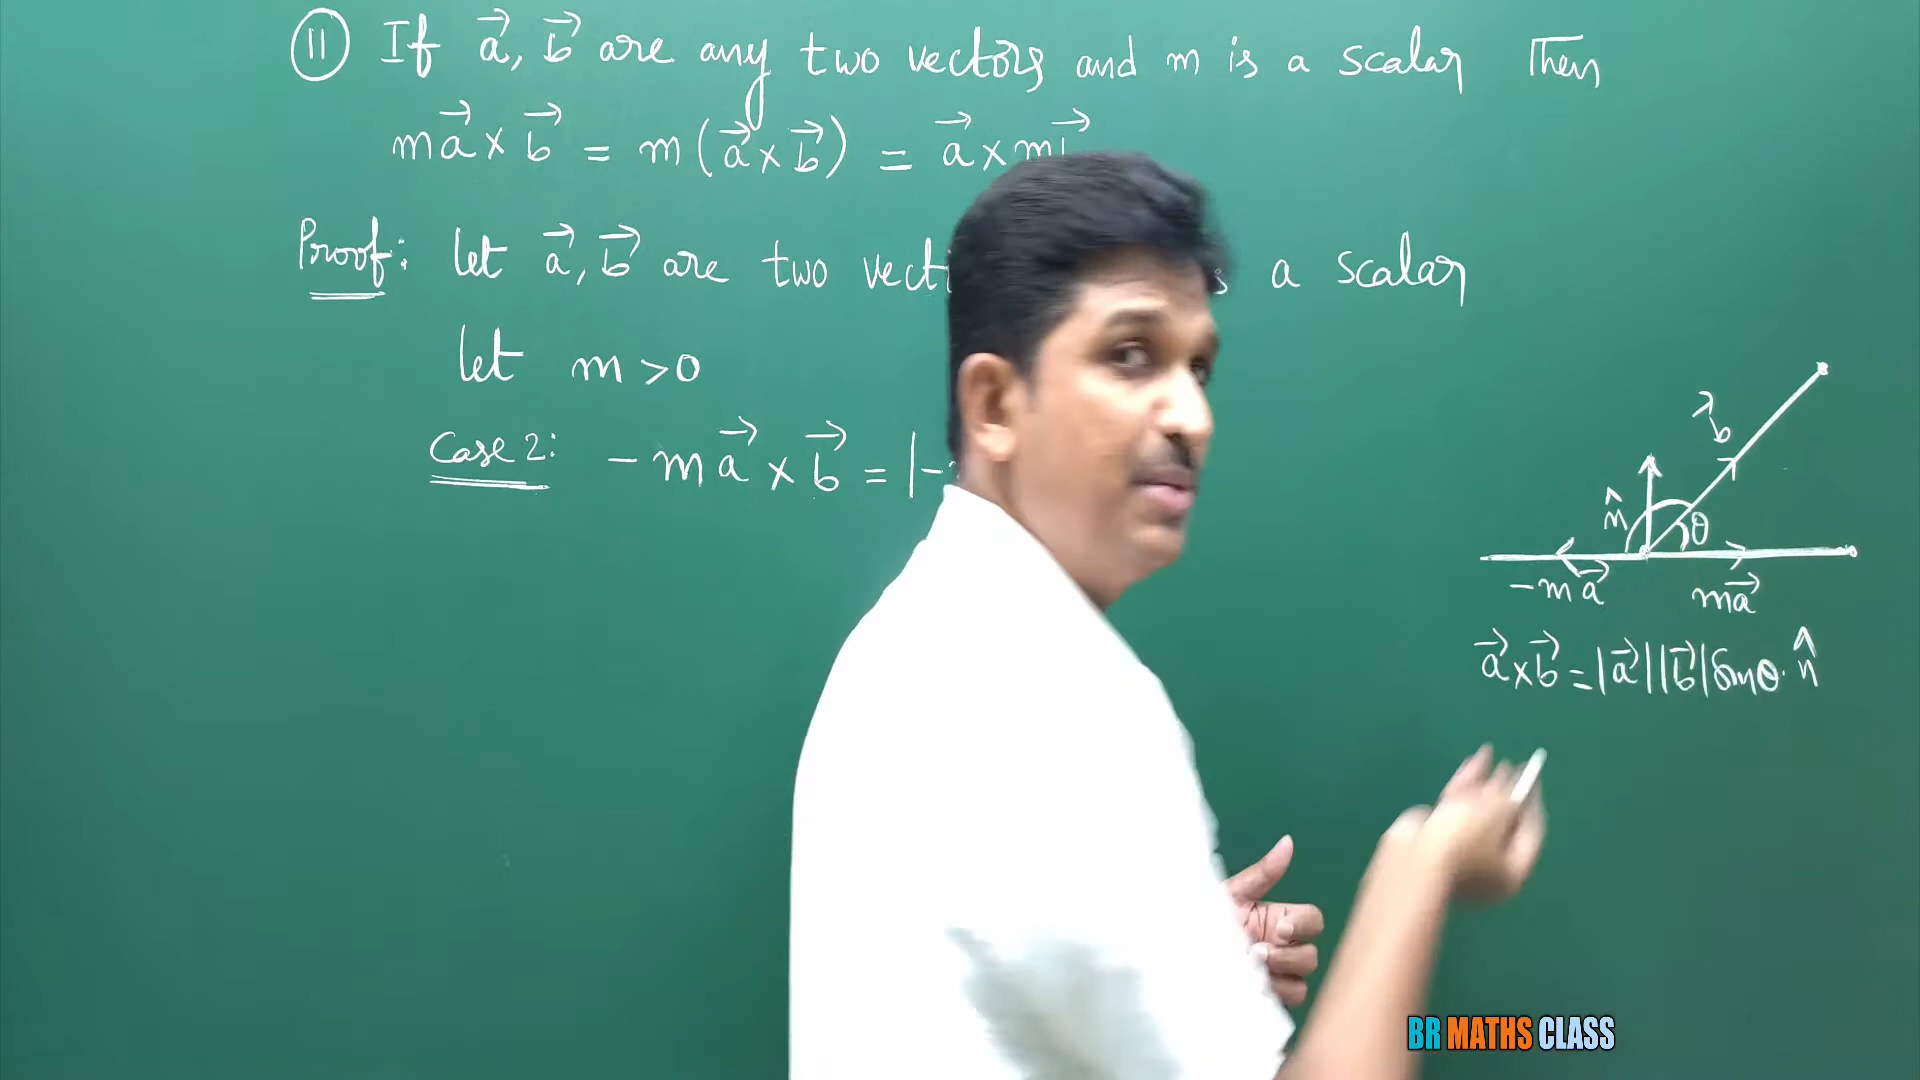 11 If a⃗, b⃗ are any two vectors and m is a scalar Then
ma⃗ × b⃗ = m(a⃗ × b⃗) = a⃗ × m
Proof: let a⃗, b⃗ are two a scalar
let m > 0
Case 2: -ma⃗ × b⃗ = |-
b⃗
n̂ θ
-ma⃗ ma⃗
a⃗ × b⃗ = |a⃗||b⃗| Sinθ · n̂
BR MATHS CLASS